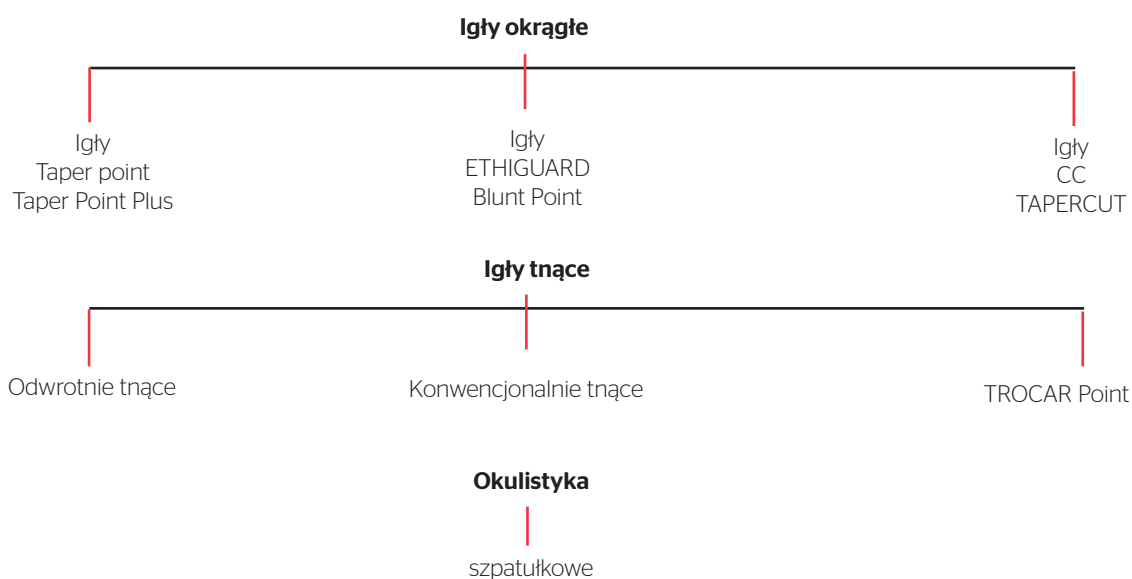 Igły okrągłe
Igły
Taper point
Taper Point Plus
Igły
ETHIGUARD
Blunt Point
Igły
CC
TAPERCUT
Igły tnące
Odwrotnie tnące
Konwencjonalnie tnące
TROCAR Point
Okulistyka
szpatułkowe